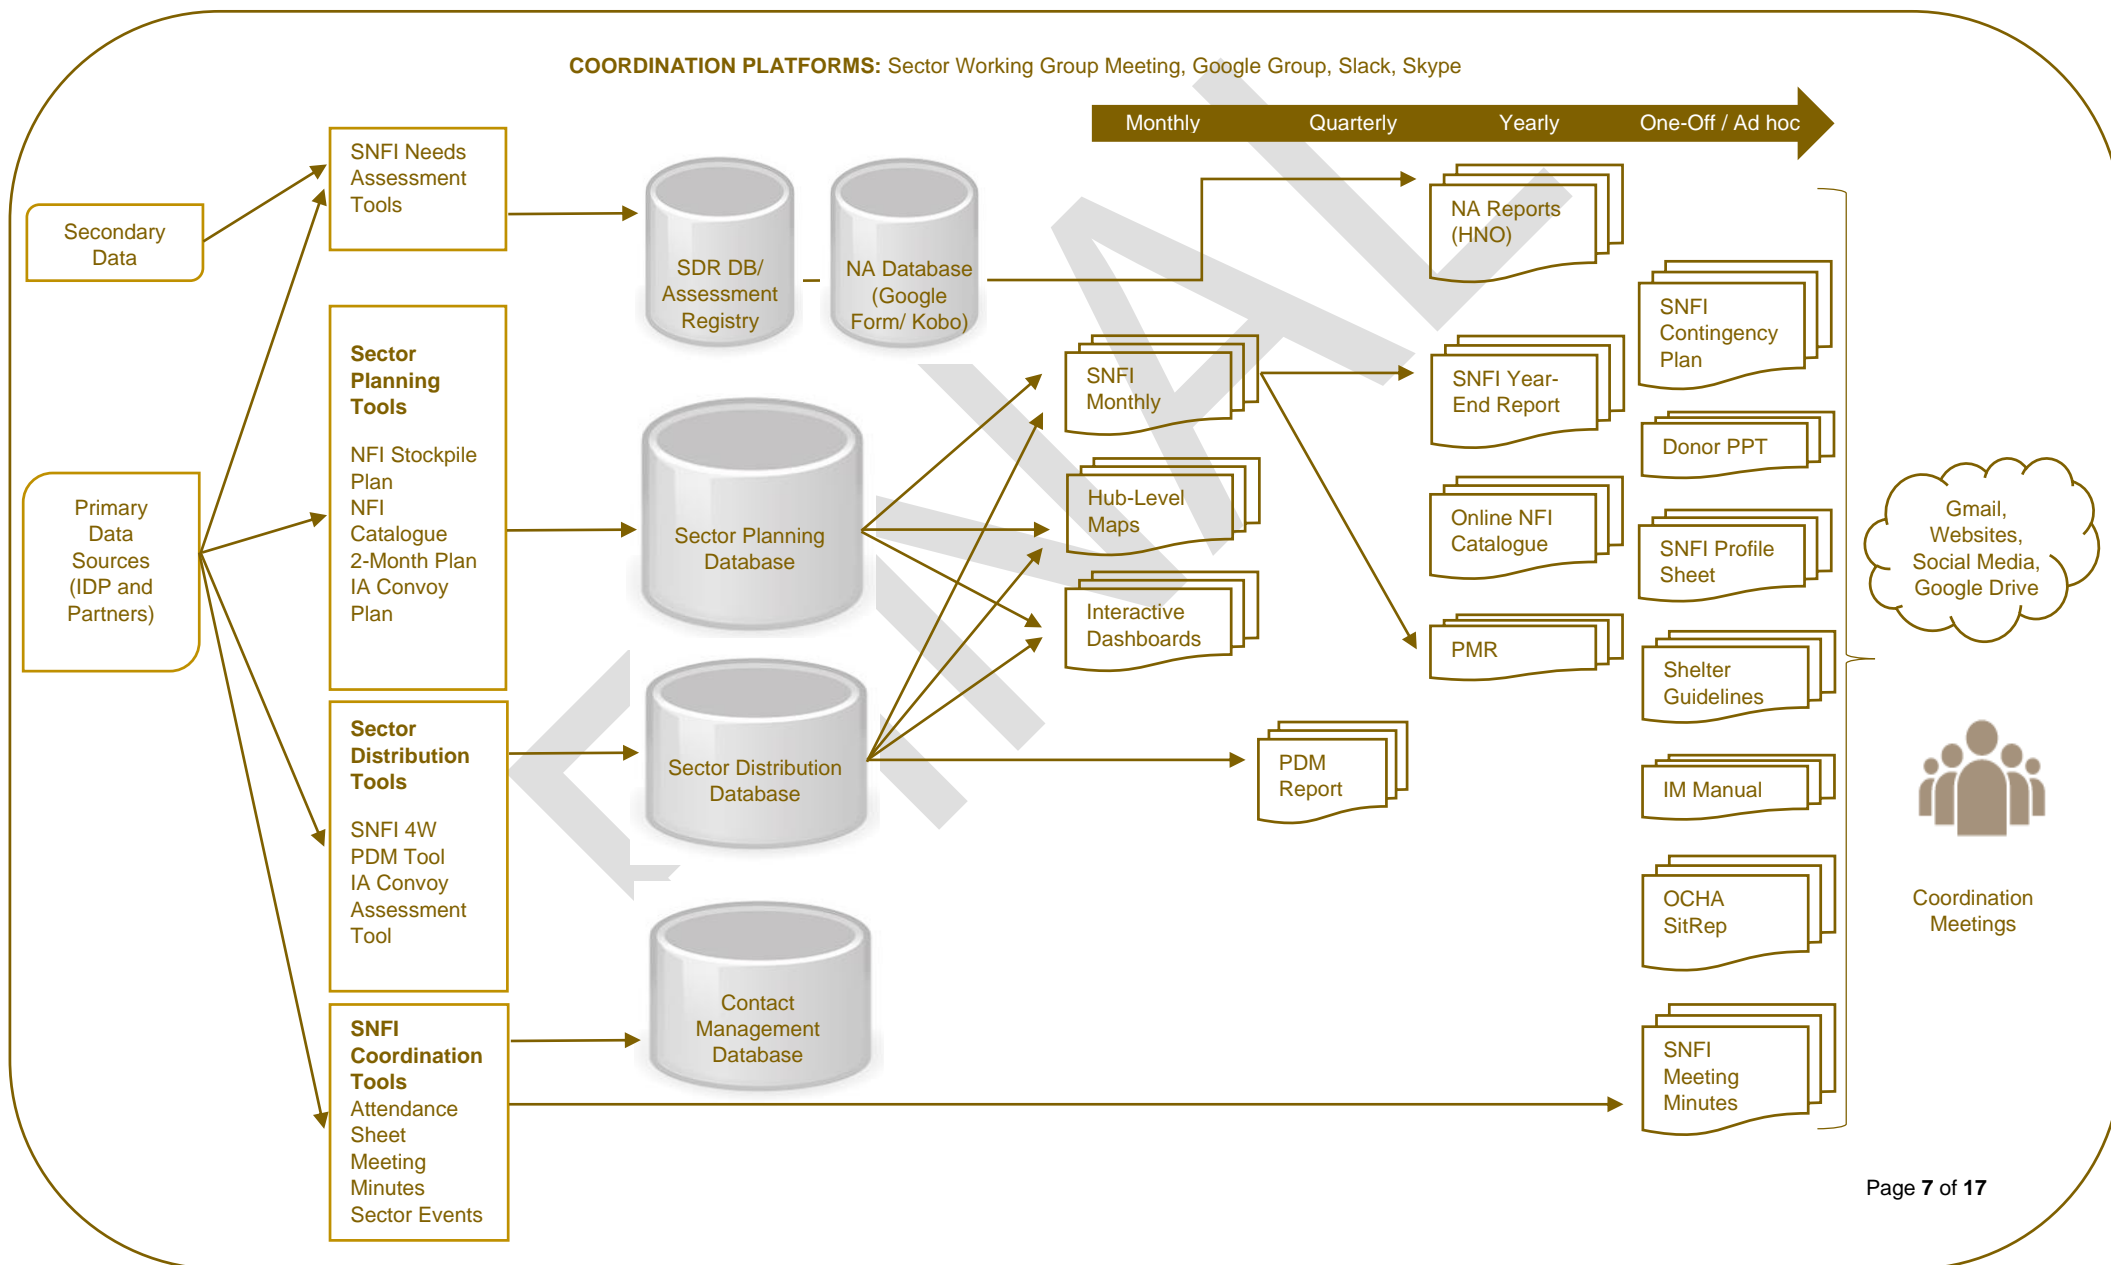 COORDINATION PLATFORMS: Sector Working Group Meeting, Google Group, Slack, Skype
Monthly
Quarterly
Yearly
One-Off / Ad hoc
Secondary
Data
Primary
Data
Sources
(IDP and
Partners)
SNFI Needs
Assessment
Tools
Sector
Planning
Tools
NFI Stockpile
Plan
NFI
Catalogue
2-Month Plan
IA Convoy
Plan
Sector
Distribution
Tools
SNFI 4W
PDM Tool
IA Convoy
Assessment
Tool
SNFI
Coordination
Tools
Attendance
Sheet
Meeting
Minutes
Sector Events
SDR DB/
Assessment
Registry
NA Database
(Google
Form/ Kobo)
Sector Planning
Database
Sector Distribution
Database
Contact
Management
Database
SNFI
Monthly
Hub-Level
Maps
Interactive
Dashboards
PDM
Report
NA Reports
(HNO)
SNFI Year-
End Report
Online NFI
Catalogue
PMR
SNFI
Contingency
Plan
Donor PPT
SNFI Profile
Sheet
Shelter
Guidelines
IM Manual
OCHA
SitRep
SNFI
Meeting
Minutes
Gmail,
Websites,
Social Media,
Google Drive
Coordination
Meetings
FINAL
Page 7 of 17